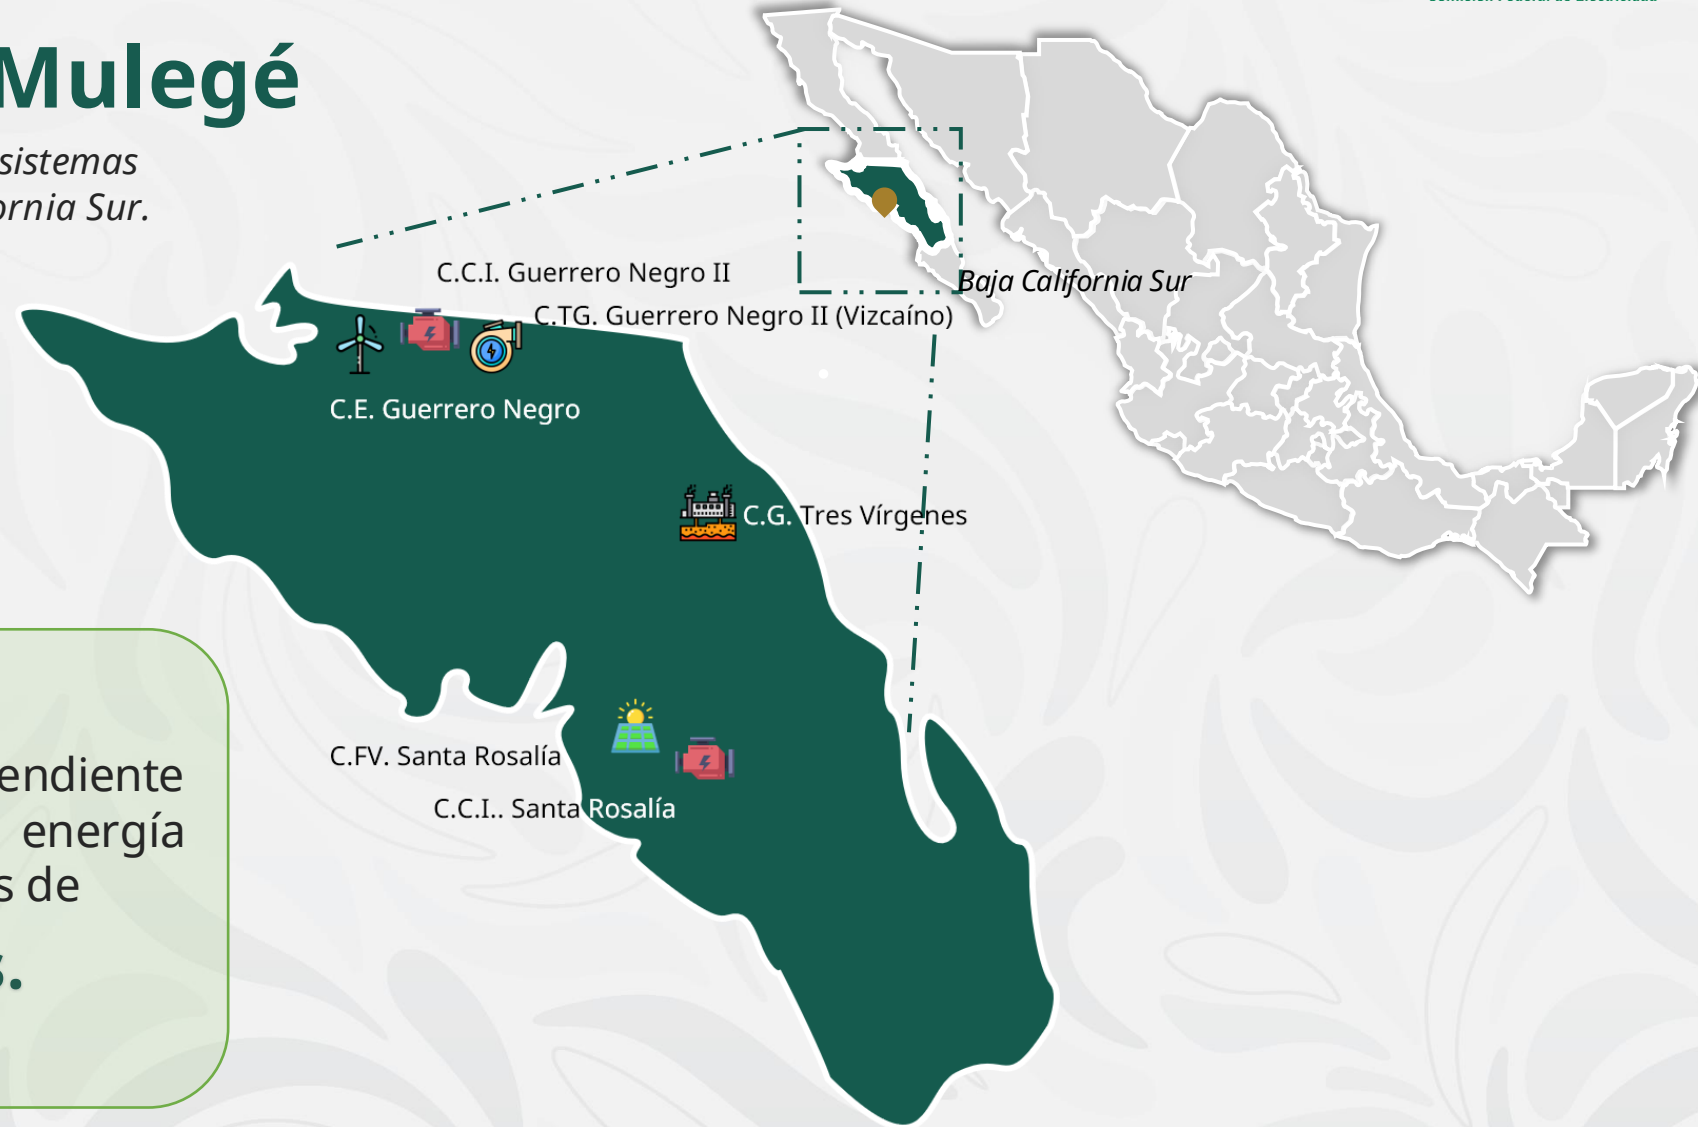 Mulegé
sistemas
ornia Sur.
C.C.I. Guerrero Negro II
C.TG. Guerrero Negro II (Vizcaíno)
Baja California Sur
C.E. Guerrero Negro
C.G. Tres Vírgenes
C.FV. Santa Rosalía
C.C.I.. Santa Rosalía
endiente
energía
s de
s.